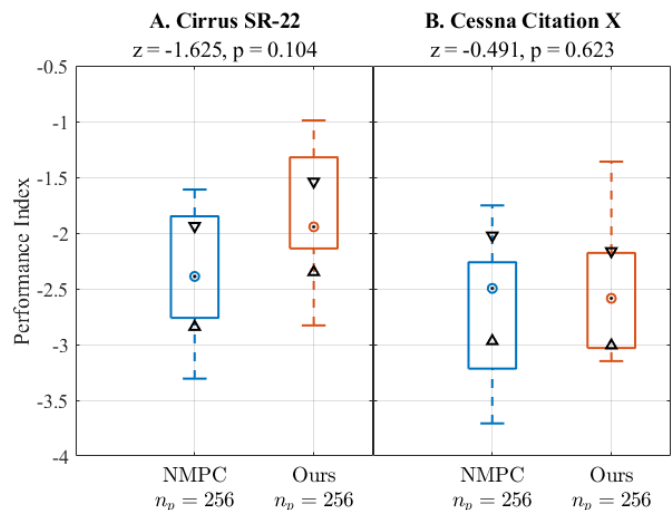 A. Cirrus SR-22
z = -1.625, p = 0.104
B. Cessna Citation X
z = -0.491, p = 0.623
Performance Index
-0.5
-1
-1.5
-2
-2.5
-3
-3.5
-4
NMPC
n_p = 256
Ours
n_p = 256
NMPC
n_p = 256
Ours
n_p = 256